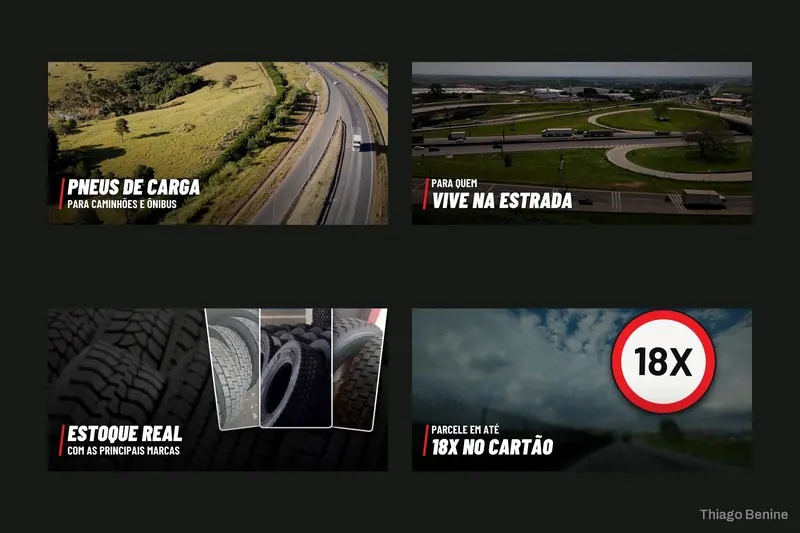 PNEUS DE CARGA
PARA CAMINHÕES E ÔNIBUS
PARA QUEM
VIVE NA ESTRADA
ESTOQUE REAL
COM AS PRINCIPAIS MARCAS
18X
PARCELE EM ATÉ
18X NO CARTÃO
Thiago Benine